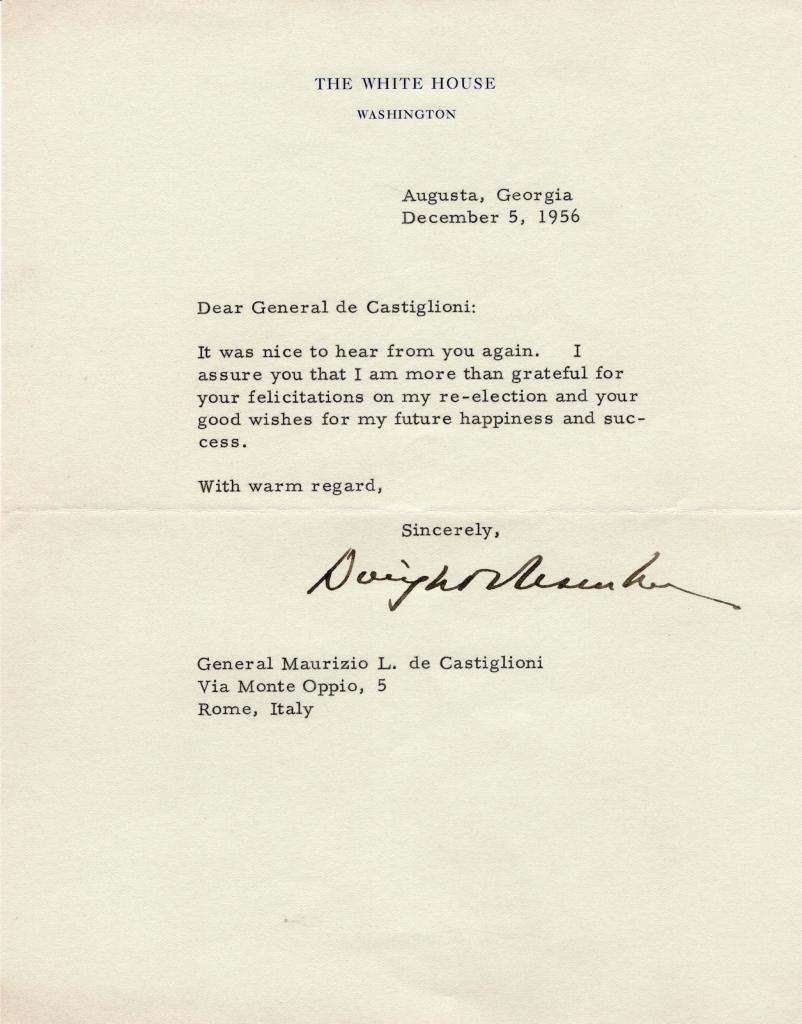 THE WHITE HOUSE
WASHINGTON
Augusta, Georgia
December 5, 1956
Dear General de Castiglioni:
It was nice to hear from you again. I
assure you that I am more than grateful for
your felicitations on my re-election and your
good wishes for my future happiness and suc-
cess.
With warm regard,
Sincerely,
Dwight Eisenhower
General Maurizio L. de Castiglioni
Via Monte Oppio, 5
Rome, Italy